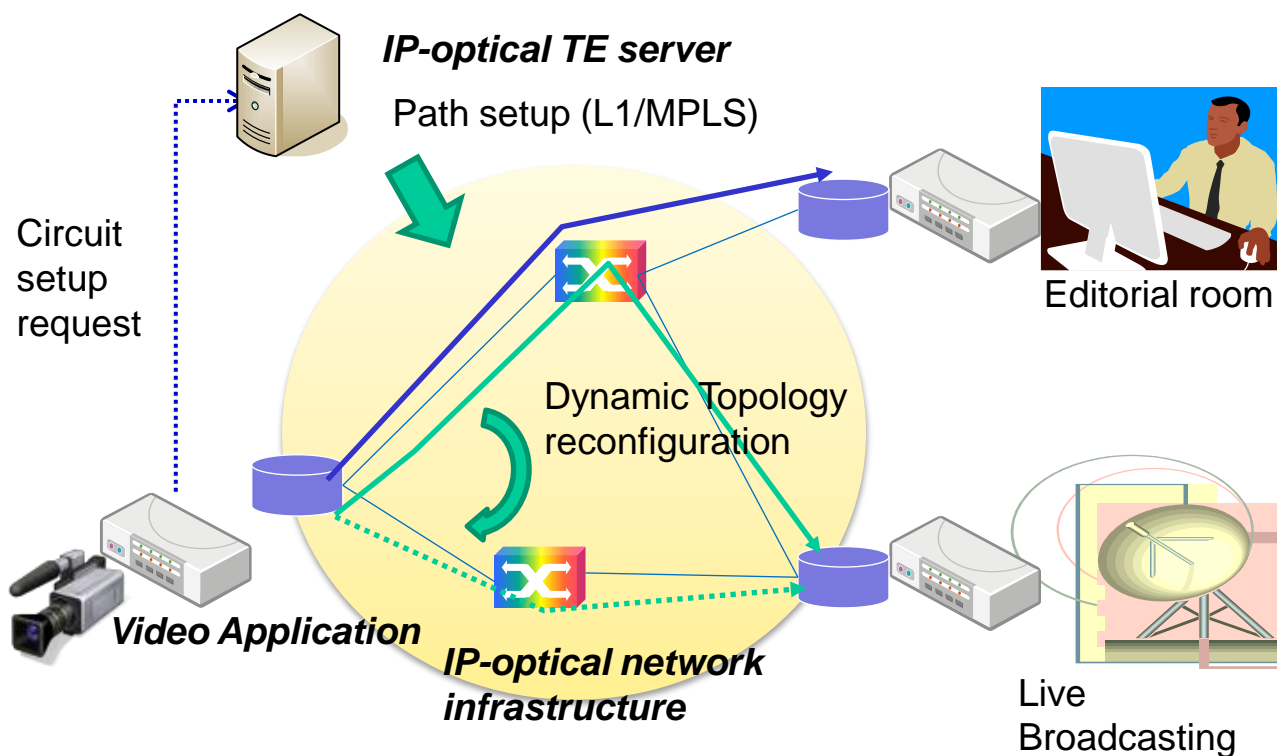 IP-optical TE server
Path setup (L1/MPLS)
Circuit
setup
request
Editorial room
Dynamic Topology
reconfiguration
Video Application
IP-optical network
infrastructure
Live
Broadcasting